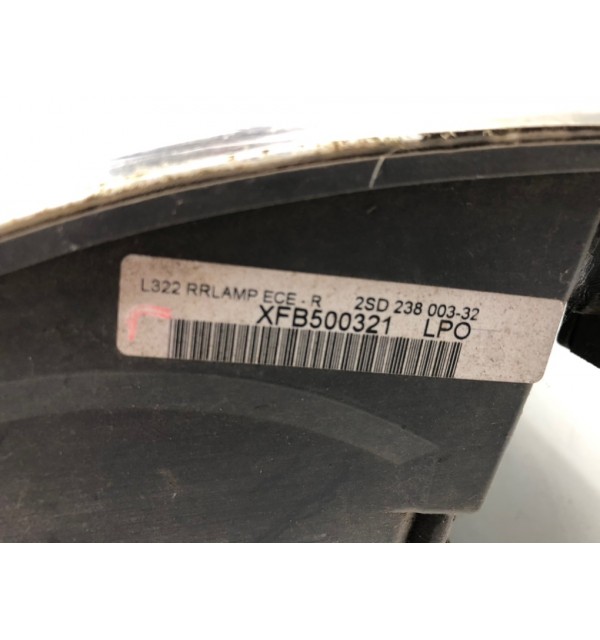 L322 RRLAMP ECE - R 2SD 238 003-32
XFB500321 LPO